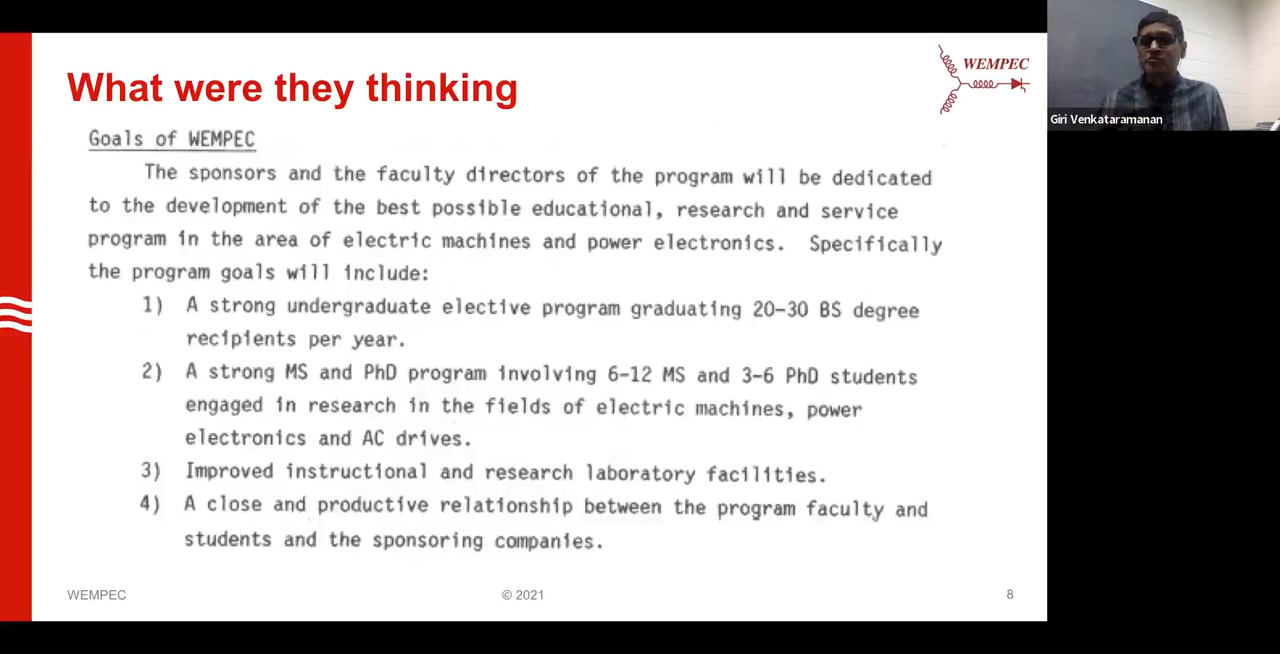 What were they thinking
WEMPEC
Giri Venkataramanan
Goals of WEMPEC
The sponsors and the faculty directors of the program will be dedicated
to the development of the best possible educational, research and service
program in the area of electric machines and power electronics. Specifically
the program goals will include:
1) A strong undergraduate elective program graduating 20-30 BS degree
recipients per year.
2) A strong MS and PhD program involving 6-12 MS and 3-6 PhD students
engaged in research in the fields of electric machines, power
electronics and AC drives.
3) Improved instructional and research laboratory facilities.
4) A close and productive relationship between the program faculty and
students and the sponsoring companies.
WEMPEC
© 2021
8